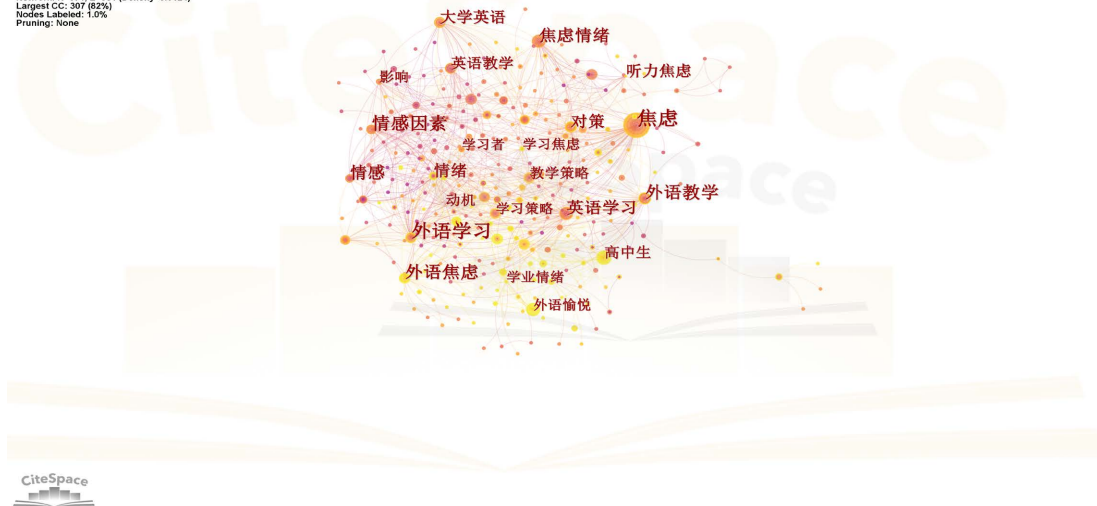 Largest CC: 307 (82%)
Nodes Labeled: 1.0%
Pruning: None
CiteSpace
大学英语
焦虑情绪
英语教学
听力焦虑
影响
焦虑
情感因素
对策
学习者
学习焦虑
情感
情绪
教学策略
外语教学
动机
学习策略
英语学习
外语学习
高中生
外语焦虑
学业情绪
外语愉悦
CiteSpace